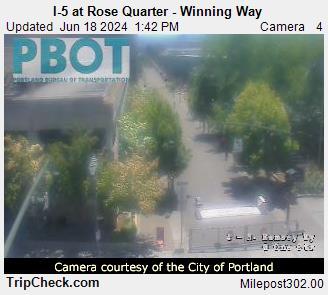 I-5 at Rose Quarter - Winning Way
Updated Jun 18 2024 1:42 PM Camera 4
PBOT
PORTLAND BUREAU OF TRANSPORTATION
Camera courtesy of the City of Portland
TripCheck.com Milepost302.00